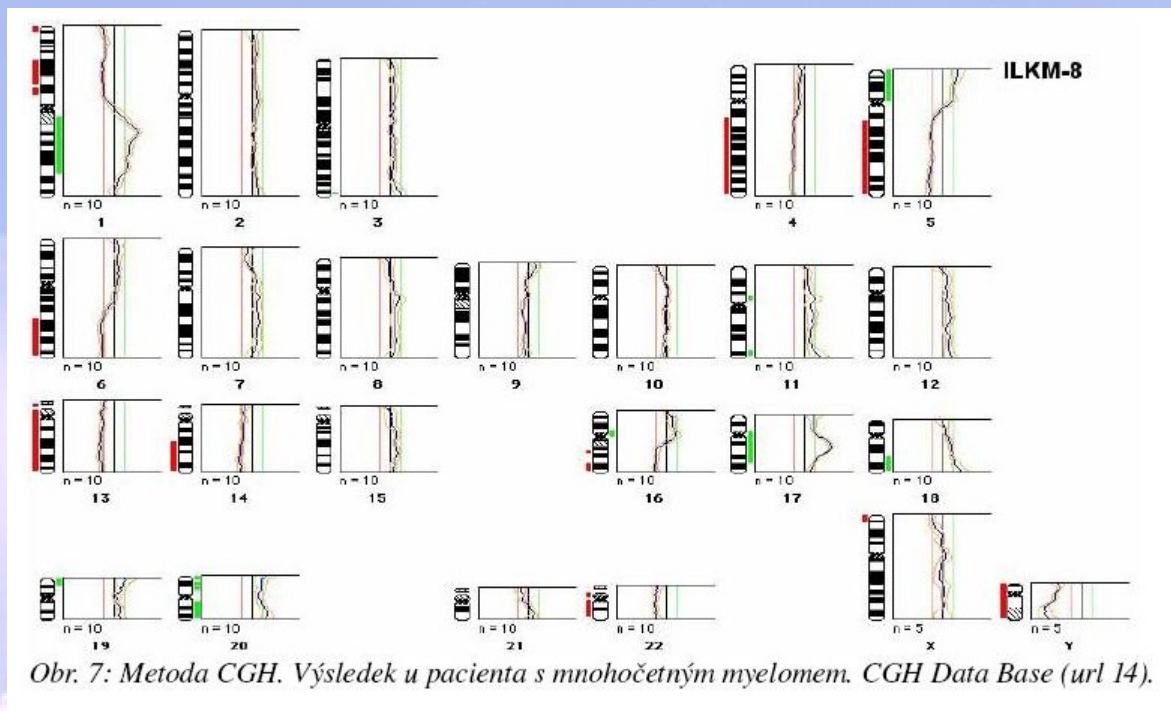 ILKM-8
n = 10 n = 10 n = 10 n = 10 n = 10
1 2 3 4 5
n = 10 n = 10 n = 10 n = 10 n = 10 n = 10 n = 10
6 7 8 9 10 11 12
n = 10 n = 10 n = 10 n = 10 n = 10 n = 10
13 14 15 16 17 18
n = 10 n = 10 n = 10 n = 10 n = 5 n = 5
19 20 21 22 X Y
Obr. 7: Metoda CGH. Výsledek u pacienta s mnohočetným myelomem. CGH Data Base (url 14).